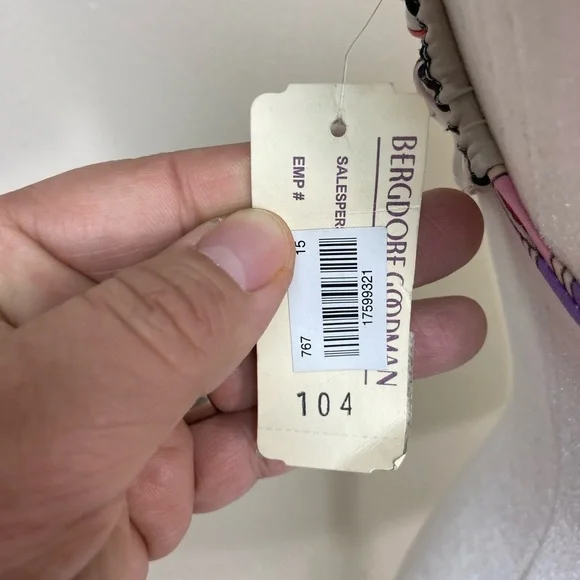 BERGDORF GOODMAN
SALESPERS
EMP #
15
17599321
767
104